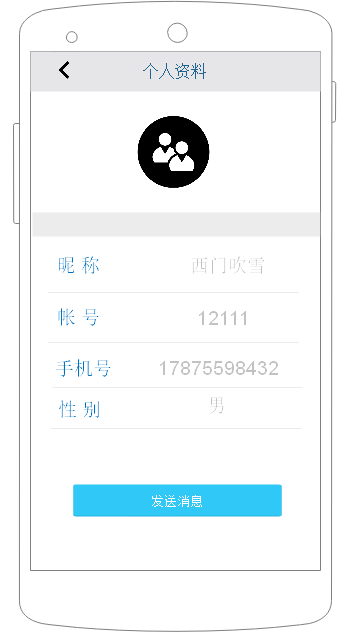 个人资料
昵 称 西门吹雪
帐 号 12111
手机号 17875598432
性 别 男
发送消息